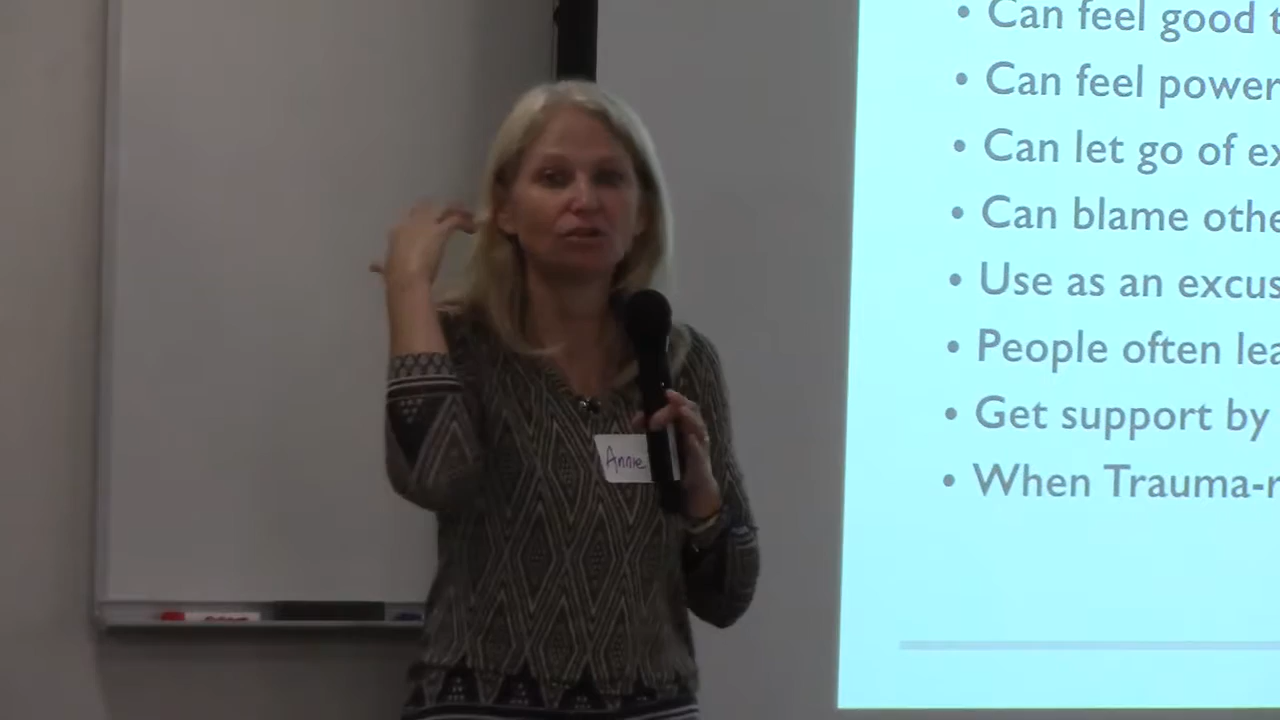 • Can feel good t
• Can feel power
• Can let go of ex
• Can blame othe
• Use as an excus
• People often lea
• Get support by
• When Trauma-r
Annie